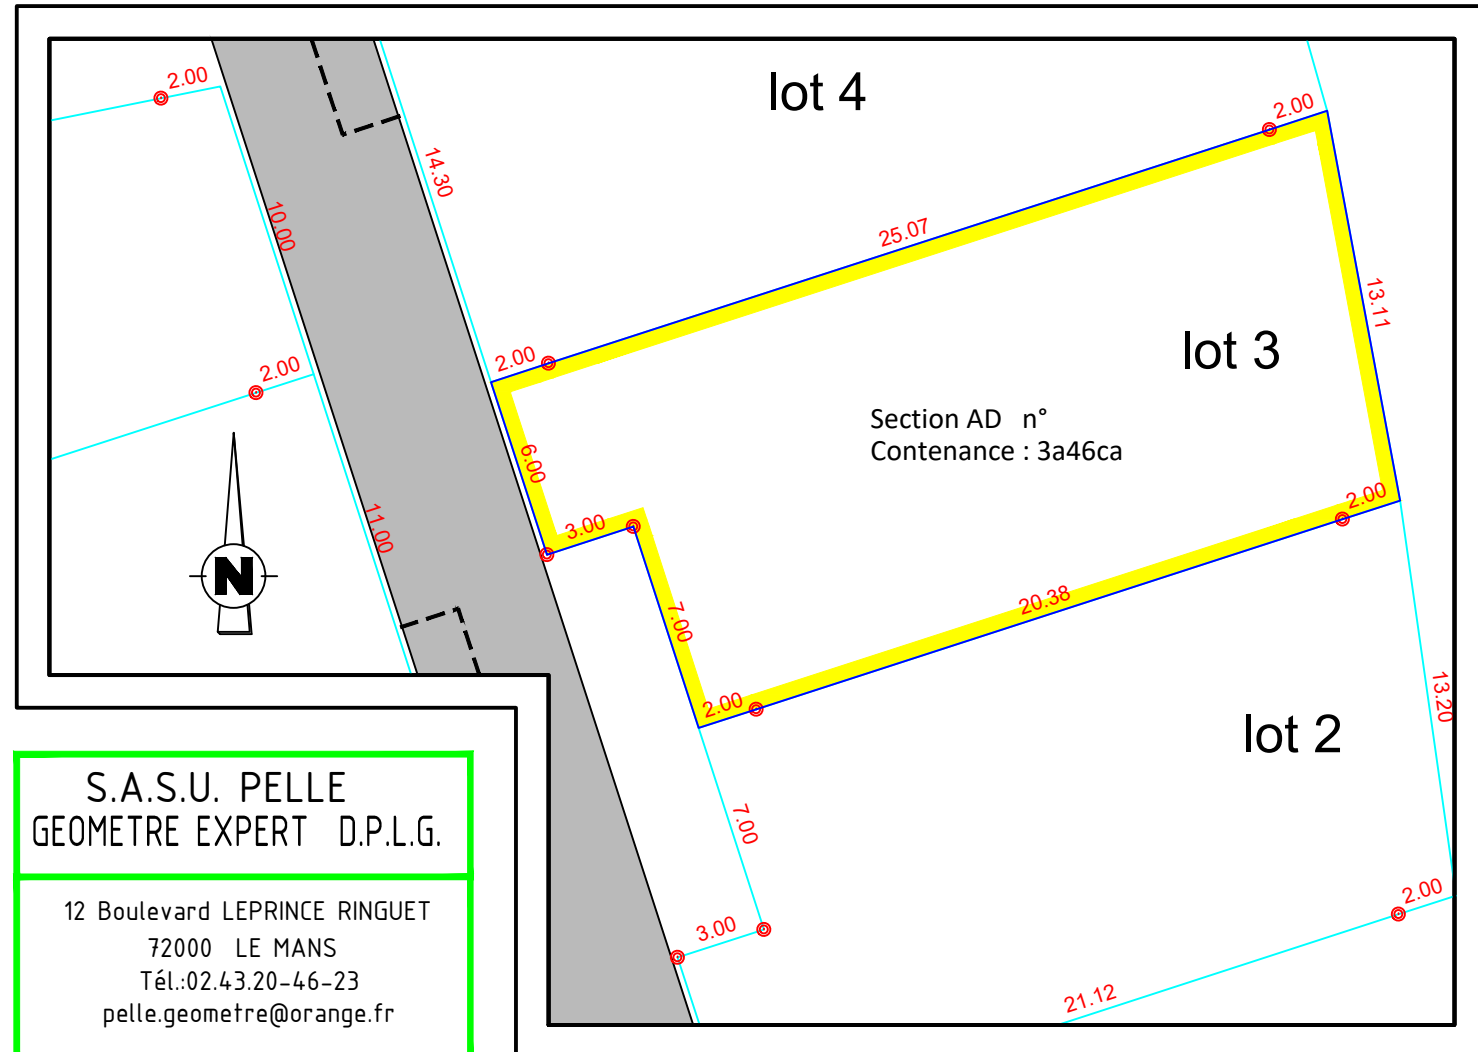 2.00
lot 4
2.00
14.30
10.00
25.07
13.11
2.00
2.00
lot 3
Section AD n°
Contenance : 3a46ca
6.00
2.00
3.00
11.00
N
20.38
7.00
2.00
13.20
lot 2
S.A.S.U. PELLE
GEOMETRE EXPERT D.P.L.G.
7.00
12 Boulevard LEPRINCE RINGUET
72000 LE MANS
Tél.:02.43.20-46-23
pelle.geometre@orange.fr
3.00
2.00
21.12